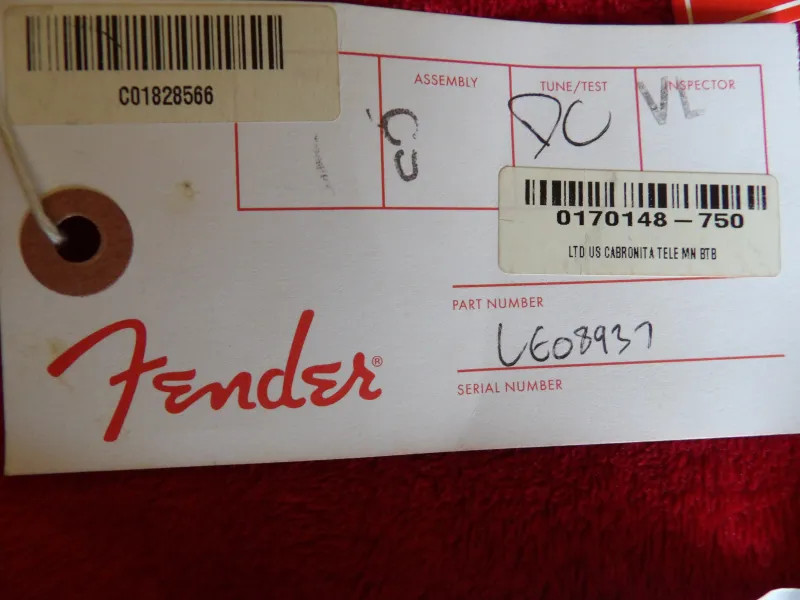 C01828566
ASSEMBLY
TUNE/TEST
INSPECTOR
DC
VL
0170148-750
LTD US CABRONITA TELE MN BTB
PART NUMBER
LE08937
SERIAL NUMBER
Fender®